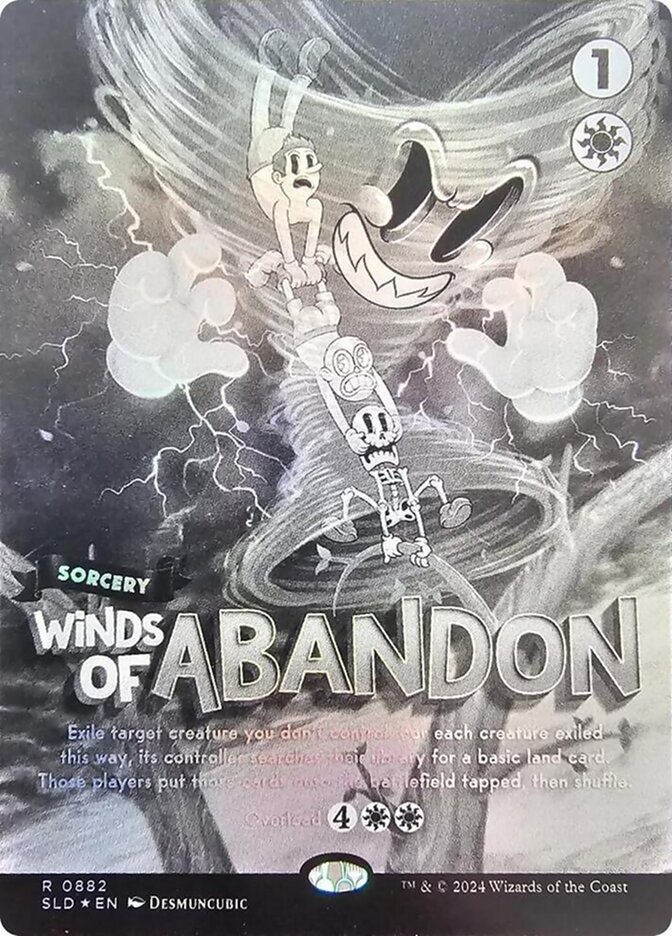 1
SORCERY
WINDS
OF ABANDON
Exile target creature you don't control. For each creature exiled
this way, its controller searches their library for a basic land card.
Those players put those cards onto the battlefield tapped, then shuffle.
Overload 4
R 0882
SLD ★ EN DESMUNCUBIC
™ & © 2024 Wizards of the Coast